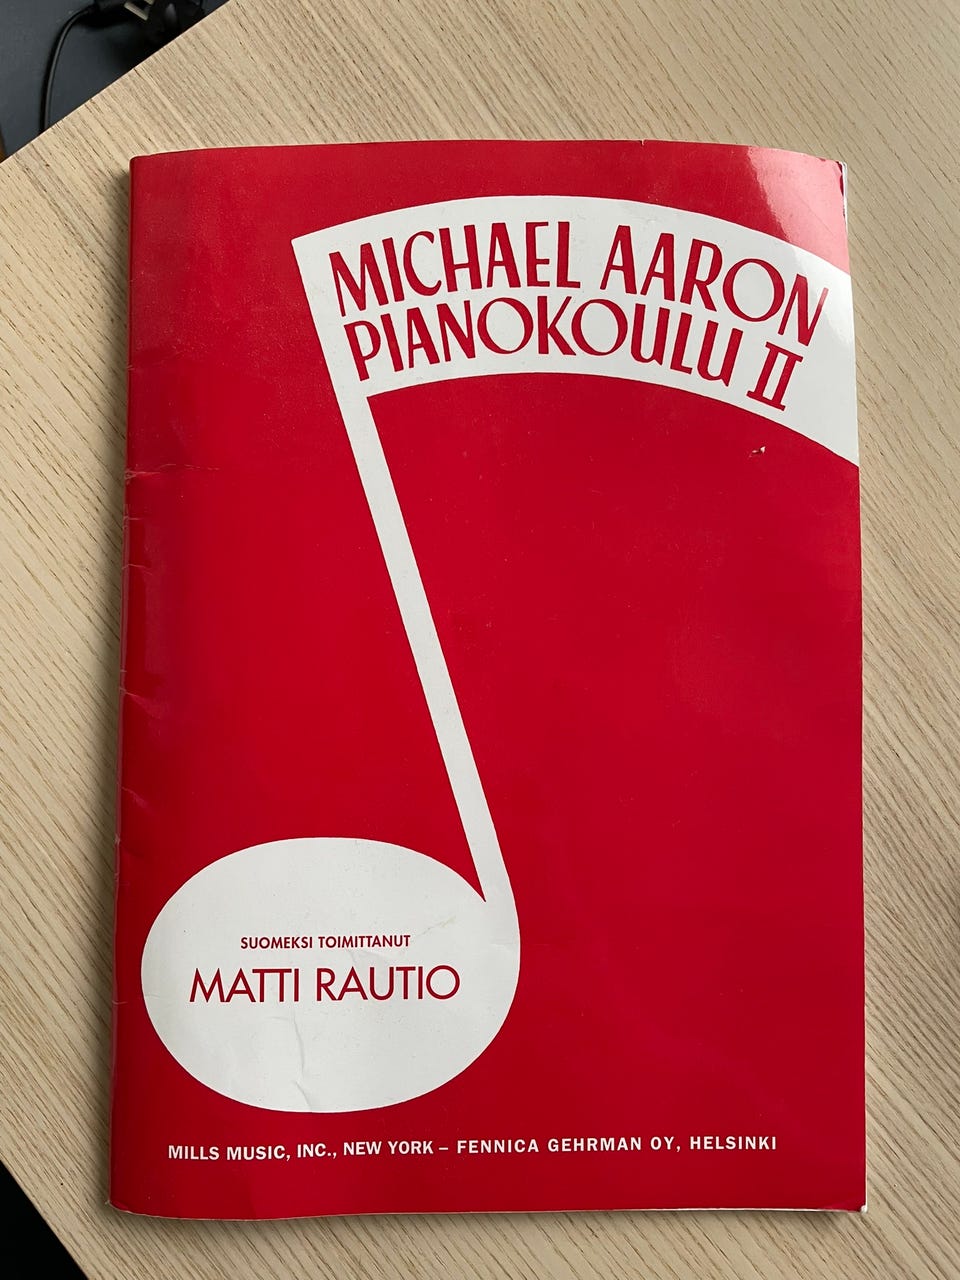 MICHAEL AARON
PIANOKOULU II
SUOMEKSI TOIMITTANUT
MATTI RAUTIO
MILLS MUSIC, INC., NEW YORK – FENNICA GEHRMAN OY, HELSINKI